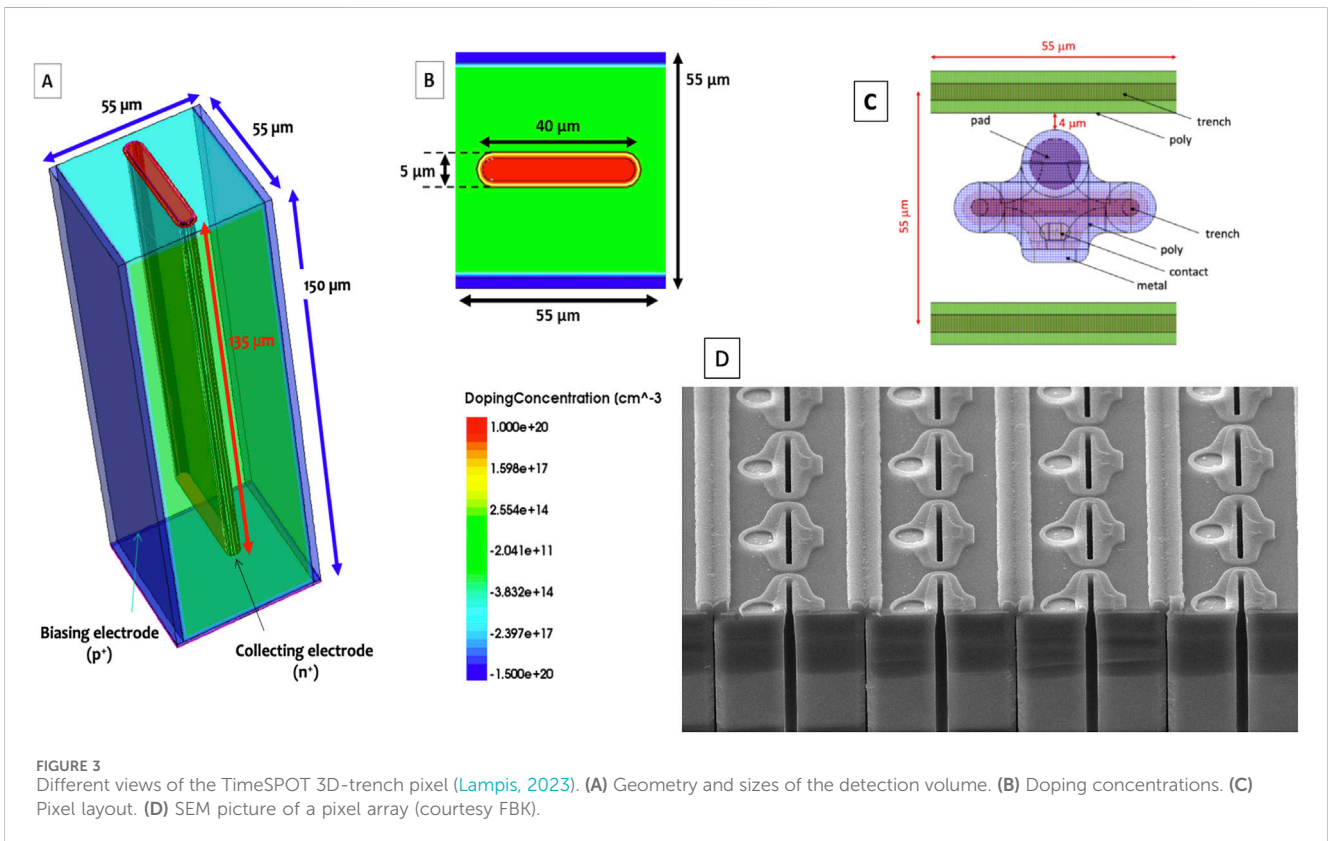 A
55 µm
55 µm
150 µm
135 µm
Biasing electrode
(p⁺)
Collecting electrode
(n⁺)
B
55 µm
40 µm
5 µm
55 µm
DopingConcentration (cm^-3
1.000e+20
1.598e+17
2.554e+14
-2.041e+11
-3.832e+14
-2.397e+17
-1.500e+20
C
55 µm
55 µm
4 µm
pad
trench
poly
trench
poly
contact
metal
D
FIGURE 3
Different views of the TimeSPOT 3D-trench pixel (Lampis, 2023). (A) Geometry and sizes of the detection volume. (B) Doping concentrations. (C)
Pixel layout. (D) SEM picture of a pixel array (courtesy FBK).